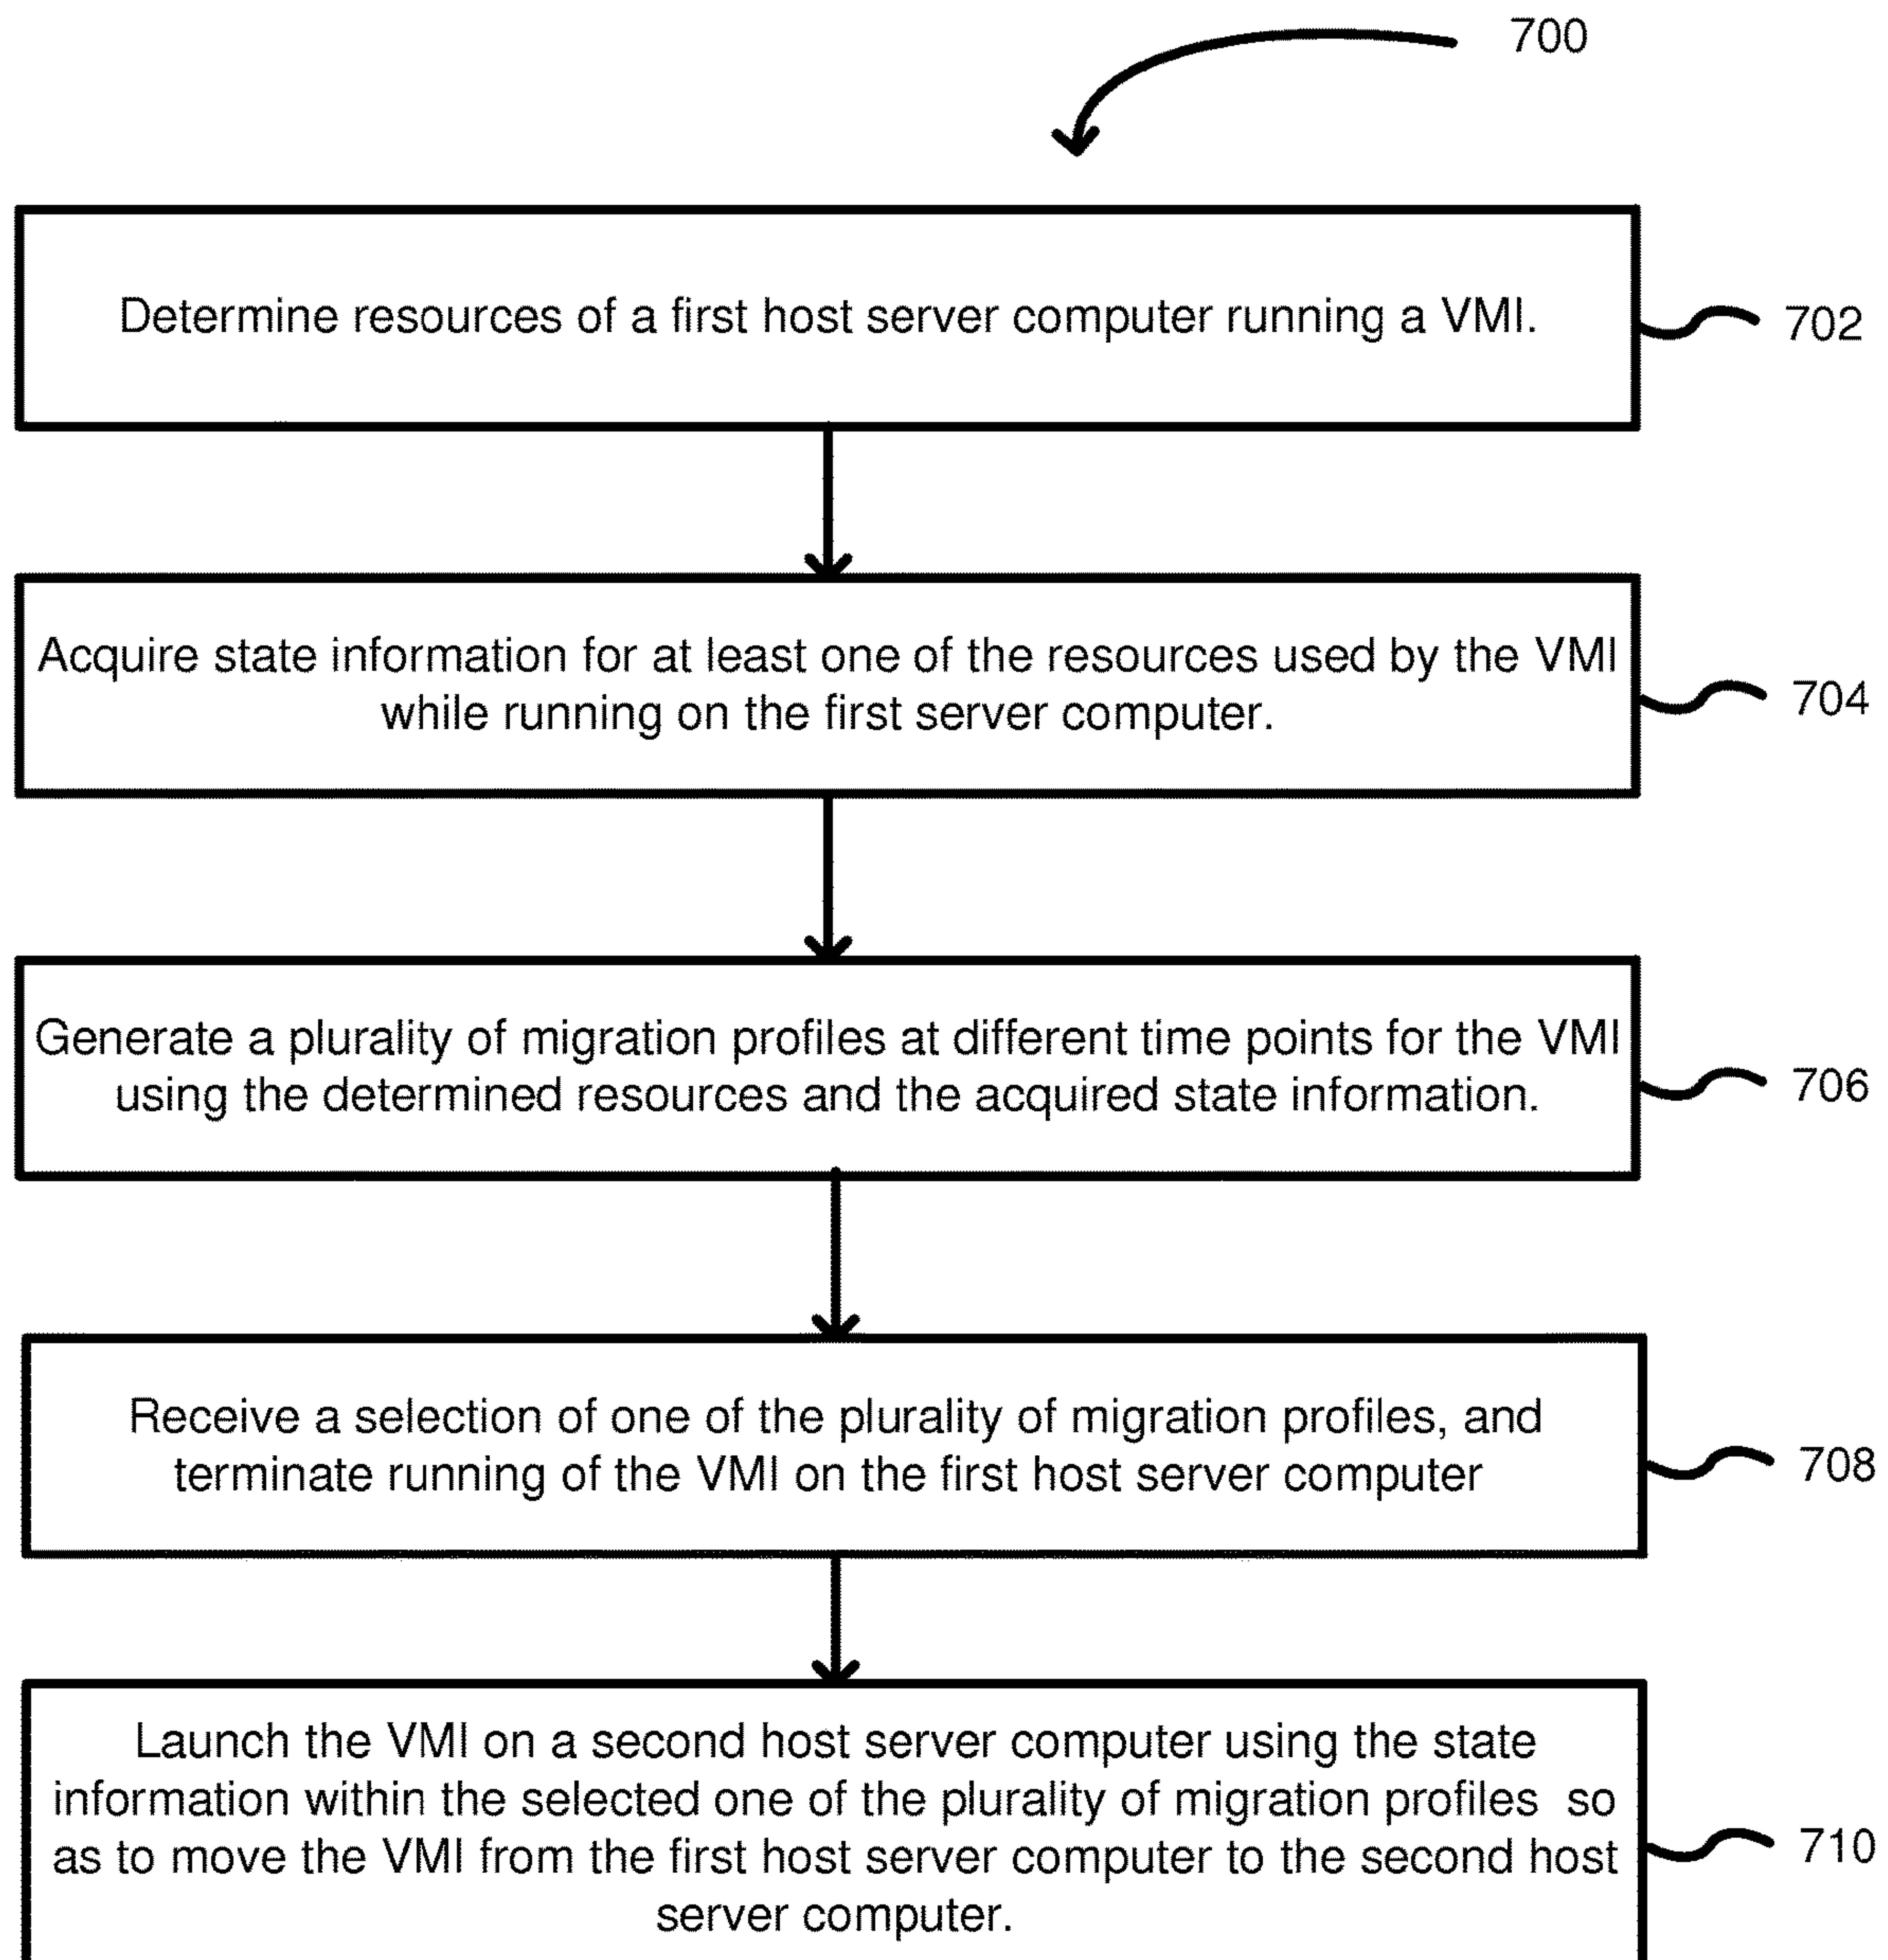 700
Determine resources of a first host server computer running a VMI.
702
Acquire state information for at least one of the resources used by the VMI
while running on the first server computer.
704
Generate a plurality of migration profiles at different time points for the VMI
using the determined resources and the acquired state information.
706
Receive a selection of one of the plurality of migration profiles, and
terminate running of the VMI on the first host server computer
708
Launch the VMI on a second host server computer using the state
information within the selected one of the plurality of migration profiles  so
as to move the VMI from the first host server computer to the second host
server computer.
710